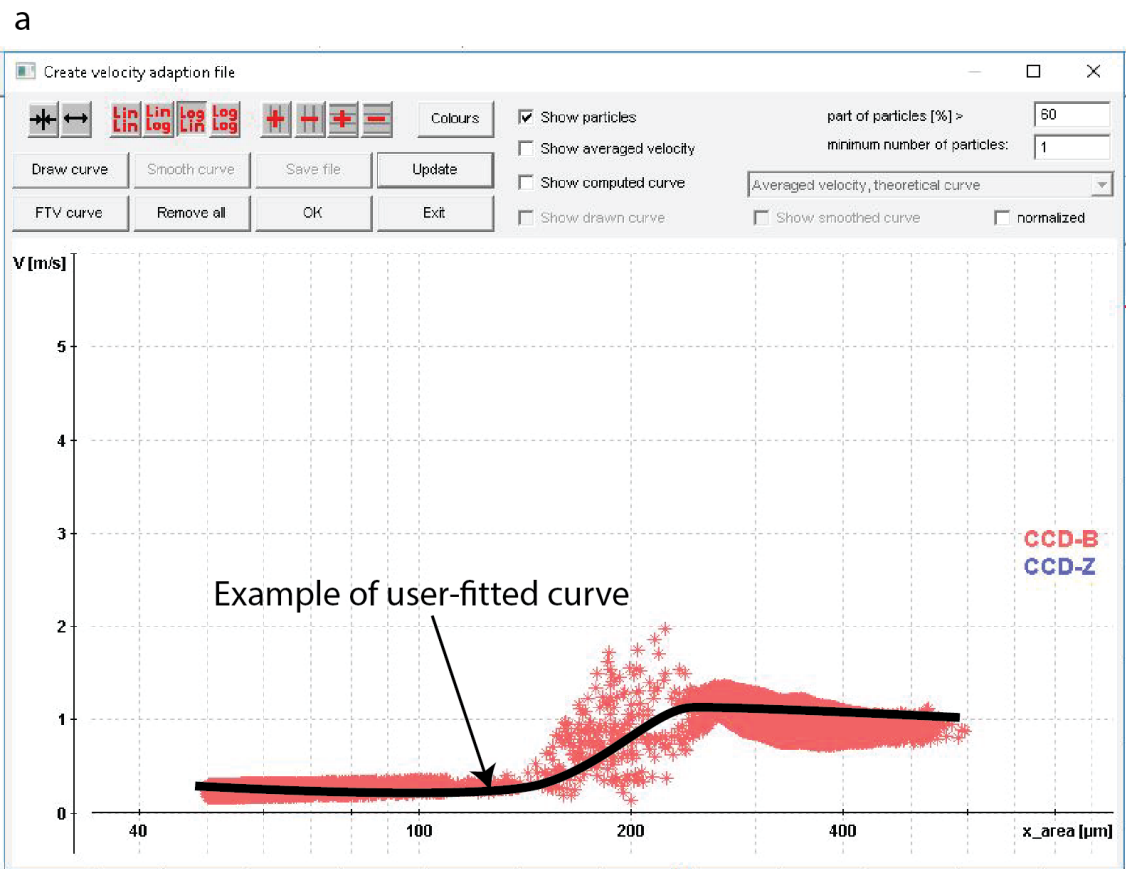 a
Create velocity adaption file
Lin Lin Log Log
Lin Log Lin Log
Colours
Show particles
part of particles [%] >
60
Show averaged velocity
minimum number of particles:
1
Draw curve
Smooth curve
Save file
Update
Show computed curve
Averaged velocity, theoretical curve
FTV curve
Remove all
OK
Exit
Show drawn curve
Show smoothed curve
normalized
V [m/s]
5
4
3
CCD-B
CCD-Z
Example of user-fitted curve
2
1
0
40
100
200
400
x_area [µm]